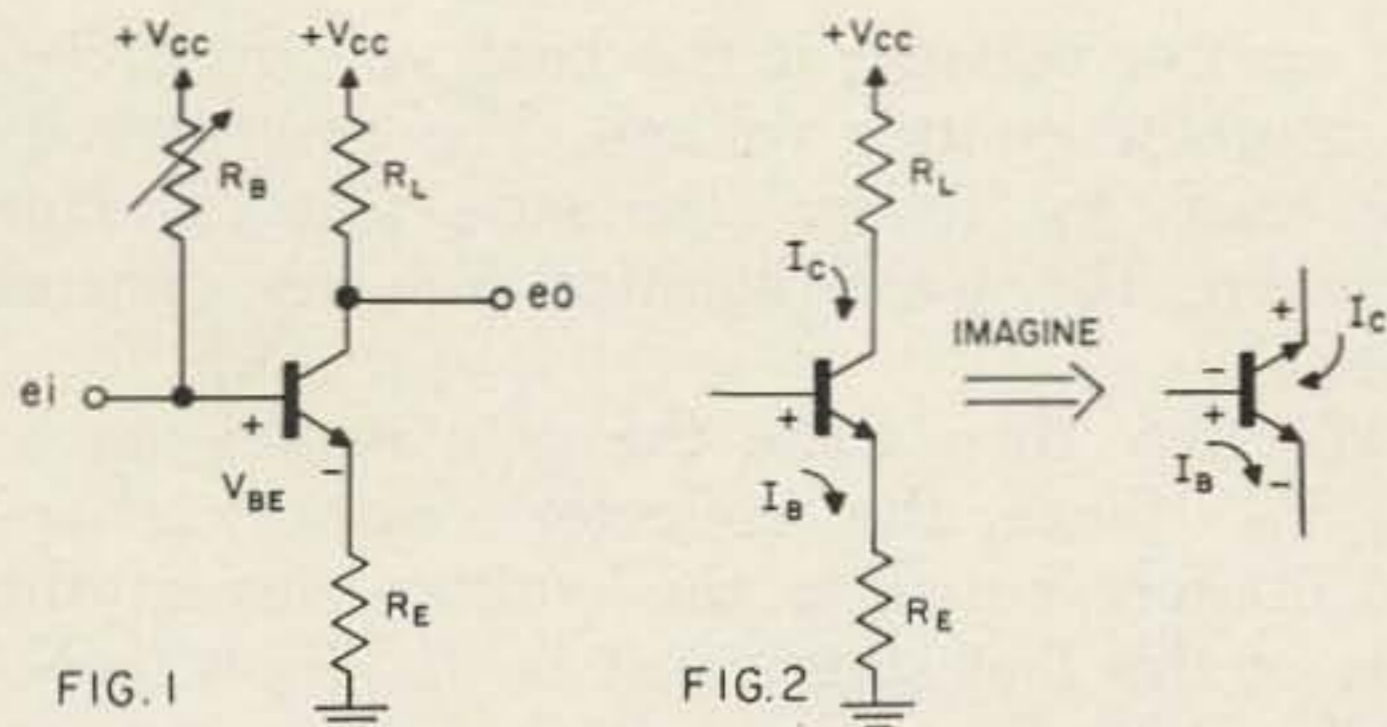 +VCC
+VCC
RB
RL
eo
ei
+
VBE
−
RE
FIG. 1
+VCC
RL
IC
+
IB
RE
FIG. 2
IMAGINE
+
IC
−
+
IB
−